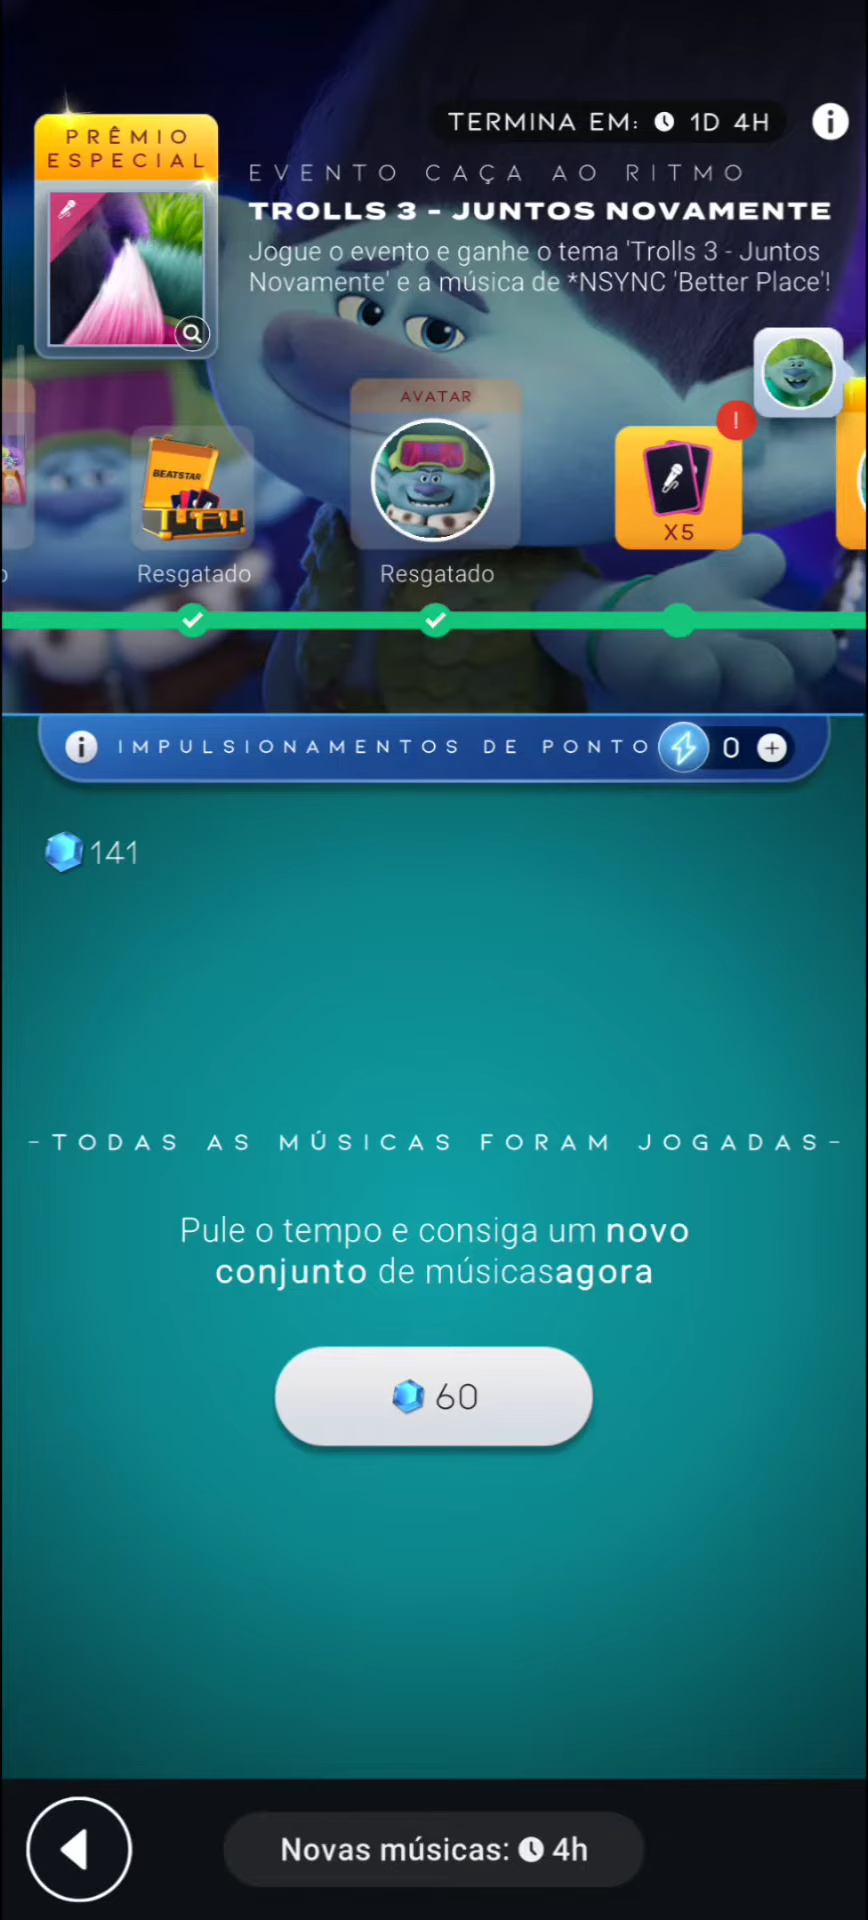 PRÊMIO
ESPECIAL
TERMINA EM: 1D 4H
EVENTO CAÇA AO RITMO
TROLLS 3 - JUNTOS NOVAMENTE
Jogue o evento e ganhe o tema 'Trolls 3 - Juntos
Novamente' e a música de *NSYNC 'Better Place'!
BEATSTAR
AVATAR
!
X5
o
Resgatado
Resgatado
IMPULSIONAMENTOS DE PONTO 0 +
141
-TODAS AS MÚSICAS FORAM JOGADAS-
Pule o tempo e consiga um novo
conjunto de músicasagora
60
Novas músicas: 4h